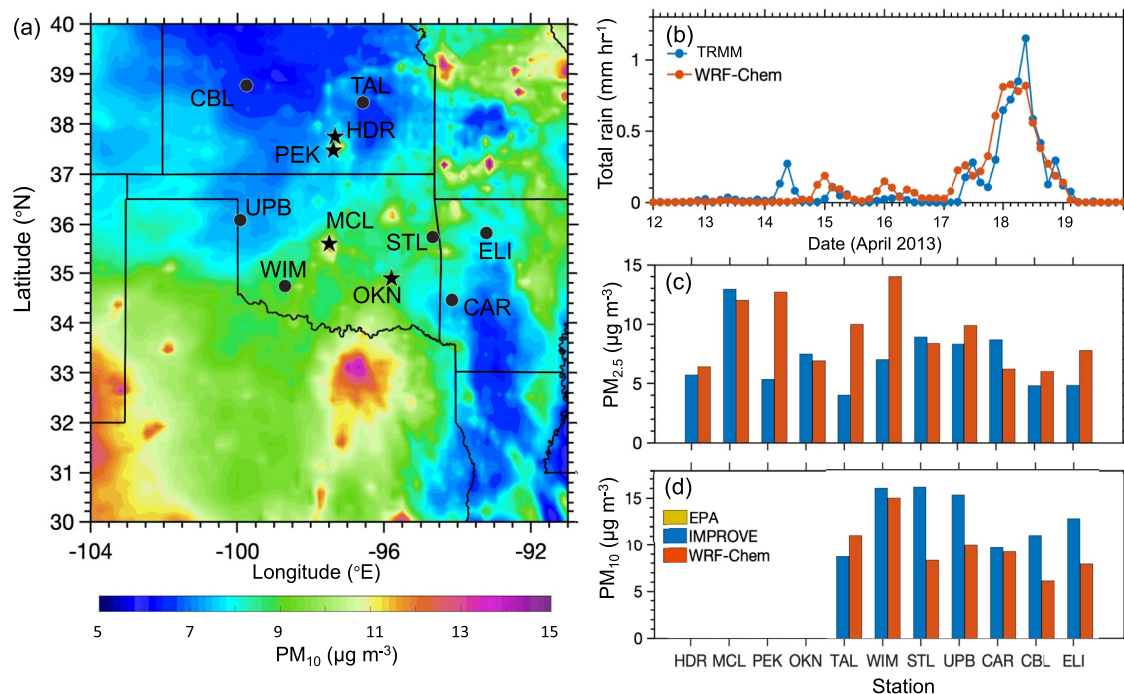 (a)
40
39
38
37
36
35
34
33
32
31
30
Latitude (°N)
CBL
TAL
HDR
PEK
UPB
MCL
STL
ELI
WIM
OKN
CAR
-104
-100
-96
-92
Longitude (°E)
5
7
9
11
13
15
PM10 (µg m-3)
(b)
TRMM
WRF-Chem
1
0.5
0
Total rain (mm hr-1)
12
13
14
15
16
17
18
19
Date (April 2013)
(c)
15
10
5
0
PM2.5 (µg m-3)
(d)
EPA
IMPROVE
WRF-Chem
15
10
5
0
PM10 (µg m-3)
HDR MCL PEK OKN TAL WIM STL UPB CAR CBL ELI
Station